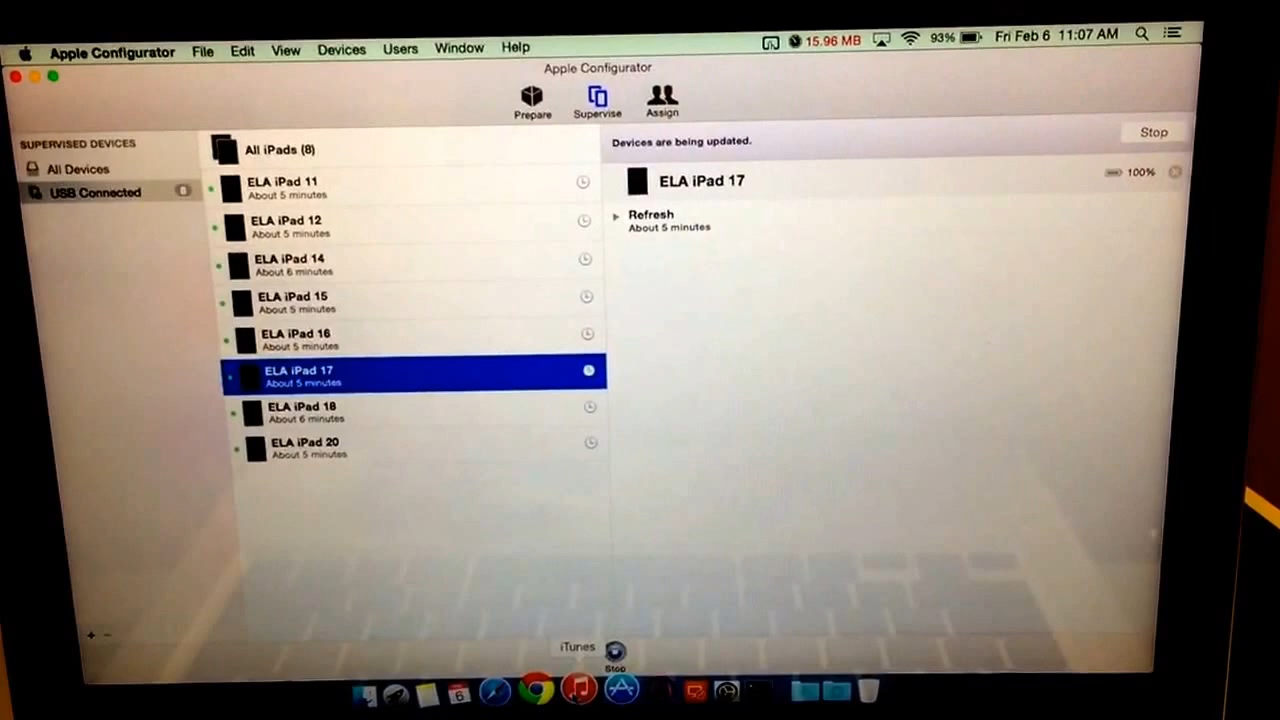 Apple Configurator File Edit View Devices Users Window Help 15.96 MB 93% Fri Feb 6 11:07 AM
Apple Configurator
Prepare Supervise Assign
SUPERVISED DEVICES
All Devices
USB Connected
All iPads (8)
ELA iPad 11
About 5 minutes
ELA iPad 12
About 5 minutes
ELA iPad 14
About 6 minutes
ELA iPad 15
About 5 minutes
ELA iPad 16
About 5 minutes
ELA iPad 17
About 5 minutes
ELA iPad 18
About 6 minutes
ELA iPad 20
About 5 minutes
Devices are being updated.
Stop
ELA iPad 17
100%
Refresh
About 5 minutes
+ −
iTunes
Stop
6